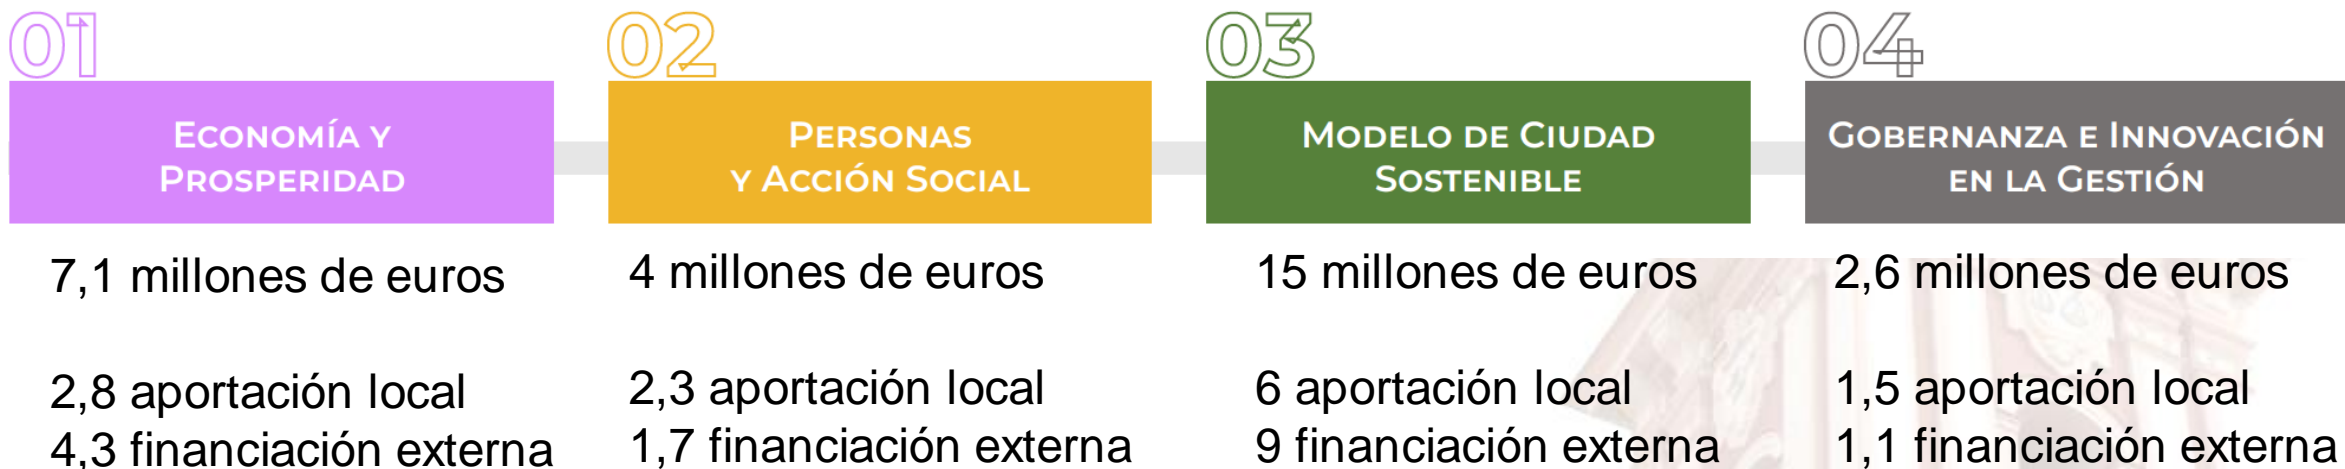 01
ECONOMÍA Y
PROSPERIDAD
7,1 millones de euros
2,8 aportación local
4,3 financiación externa
02
PERSONAS
Y ACCIÓN SOCIAL
4 millones de euros
2,3 aportación local
1,7 financiación externa
03
MODELO DE CIUDAD
SOSTENIBLE
15 millones de euros
6 aportación local
9 financiación externa
04
GOBERNANZA E INNOVACIÓN
EN LA GESTIÓN
2,6 millones de euros
1,5 aportación local
1,1 financiación externa